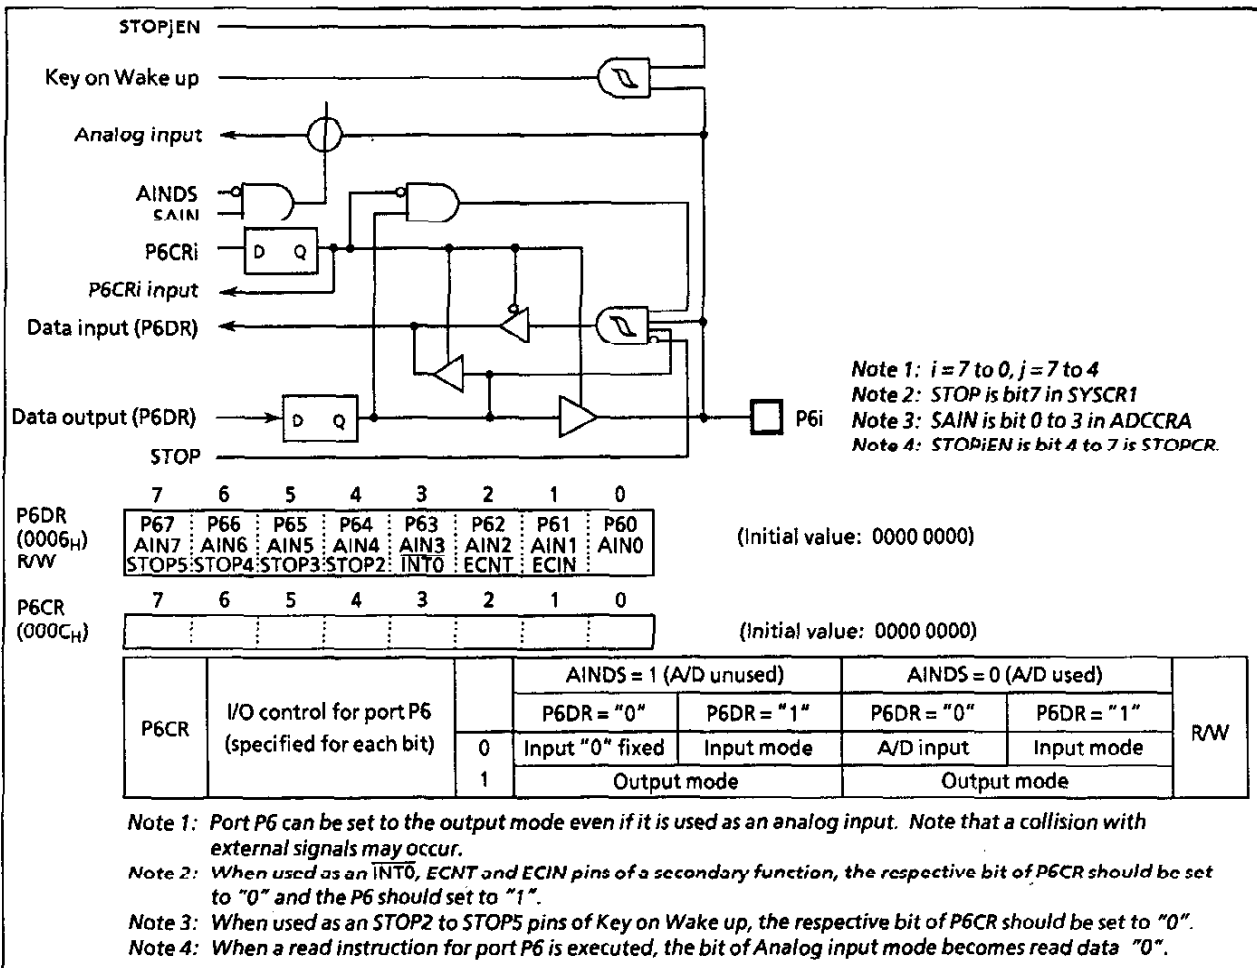 STOPjEN
Key on Wake up
Analog input
AINDS
SAIN
P6CRi
D Q
P6CRi input
Data input (P6DR)
Data output (P6DR)
D Q
P6i
STOP
Note 1: i = 7 to 0, j = 7 to 4
Note 2: STOP is bit7 in SYSCR1
Note 3: SAIN is bit 0 to 3 in ADCCRA
Note 4: STOPjEN is bit 4 to 7 is STOPCR.
7 6 5 4 3 2 1 0
P6DR
(0006H)
R/W
P67 P66 P65 P64 P63 P62 P61 P60
AIN7 AIN6 AIN5 AIN4 AIN3 AIN2 AIN1 AIN0
STOP5 STOP4 STOP3 STOP2 INT0 ECNT ECIN
(Initial value: 0000 0000)
P6CR
(000CH)
7 6 5 4 3 2 1 0
(Initial value: 0000 0000)
AINDS = 1 (A/D unused) AINDS = 0 (A/D used)
P6DR = "0" P6DR = "1" P6DR = "0" P6DR = "1"
P6CR
I/O control for port P6
(specified for each bit)
0 Input "0" fixed Input mode A/D input Input mode
1 Output mode Output mode
R/W
Note 1: Port P6 can be set to the output mode even if it is used as an analog input. Note that a collision with
external signals may occur.
Note 2: When used as an INT0, ECNT and ECIN pins of a secondary function, the respective bit of P6CR should be set
to "0" and the P6 should set to "1".
Note 3: When used as an STOP2 to STOP5 pins of Key on Wake up, the respective bit of P6CR should be set to "0".
Note 4: When a read instruction for port P6 is executed, the bit of Analog input mode becomes read data "0".